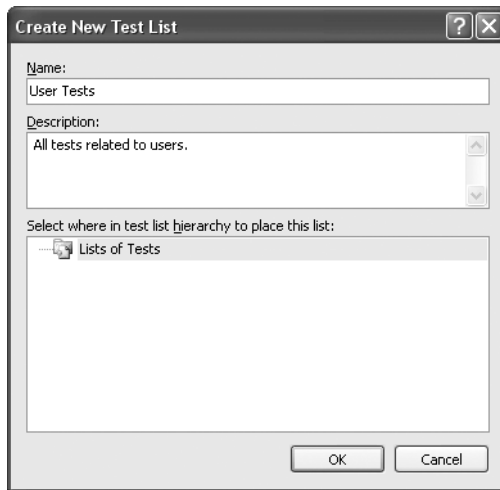 Create New Test List
Name:
User Tests
Description:
All tests related to users.
Select where in test list hierarchy to place this list:
Lists of Tests
OK Cancel